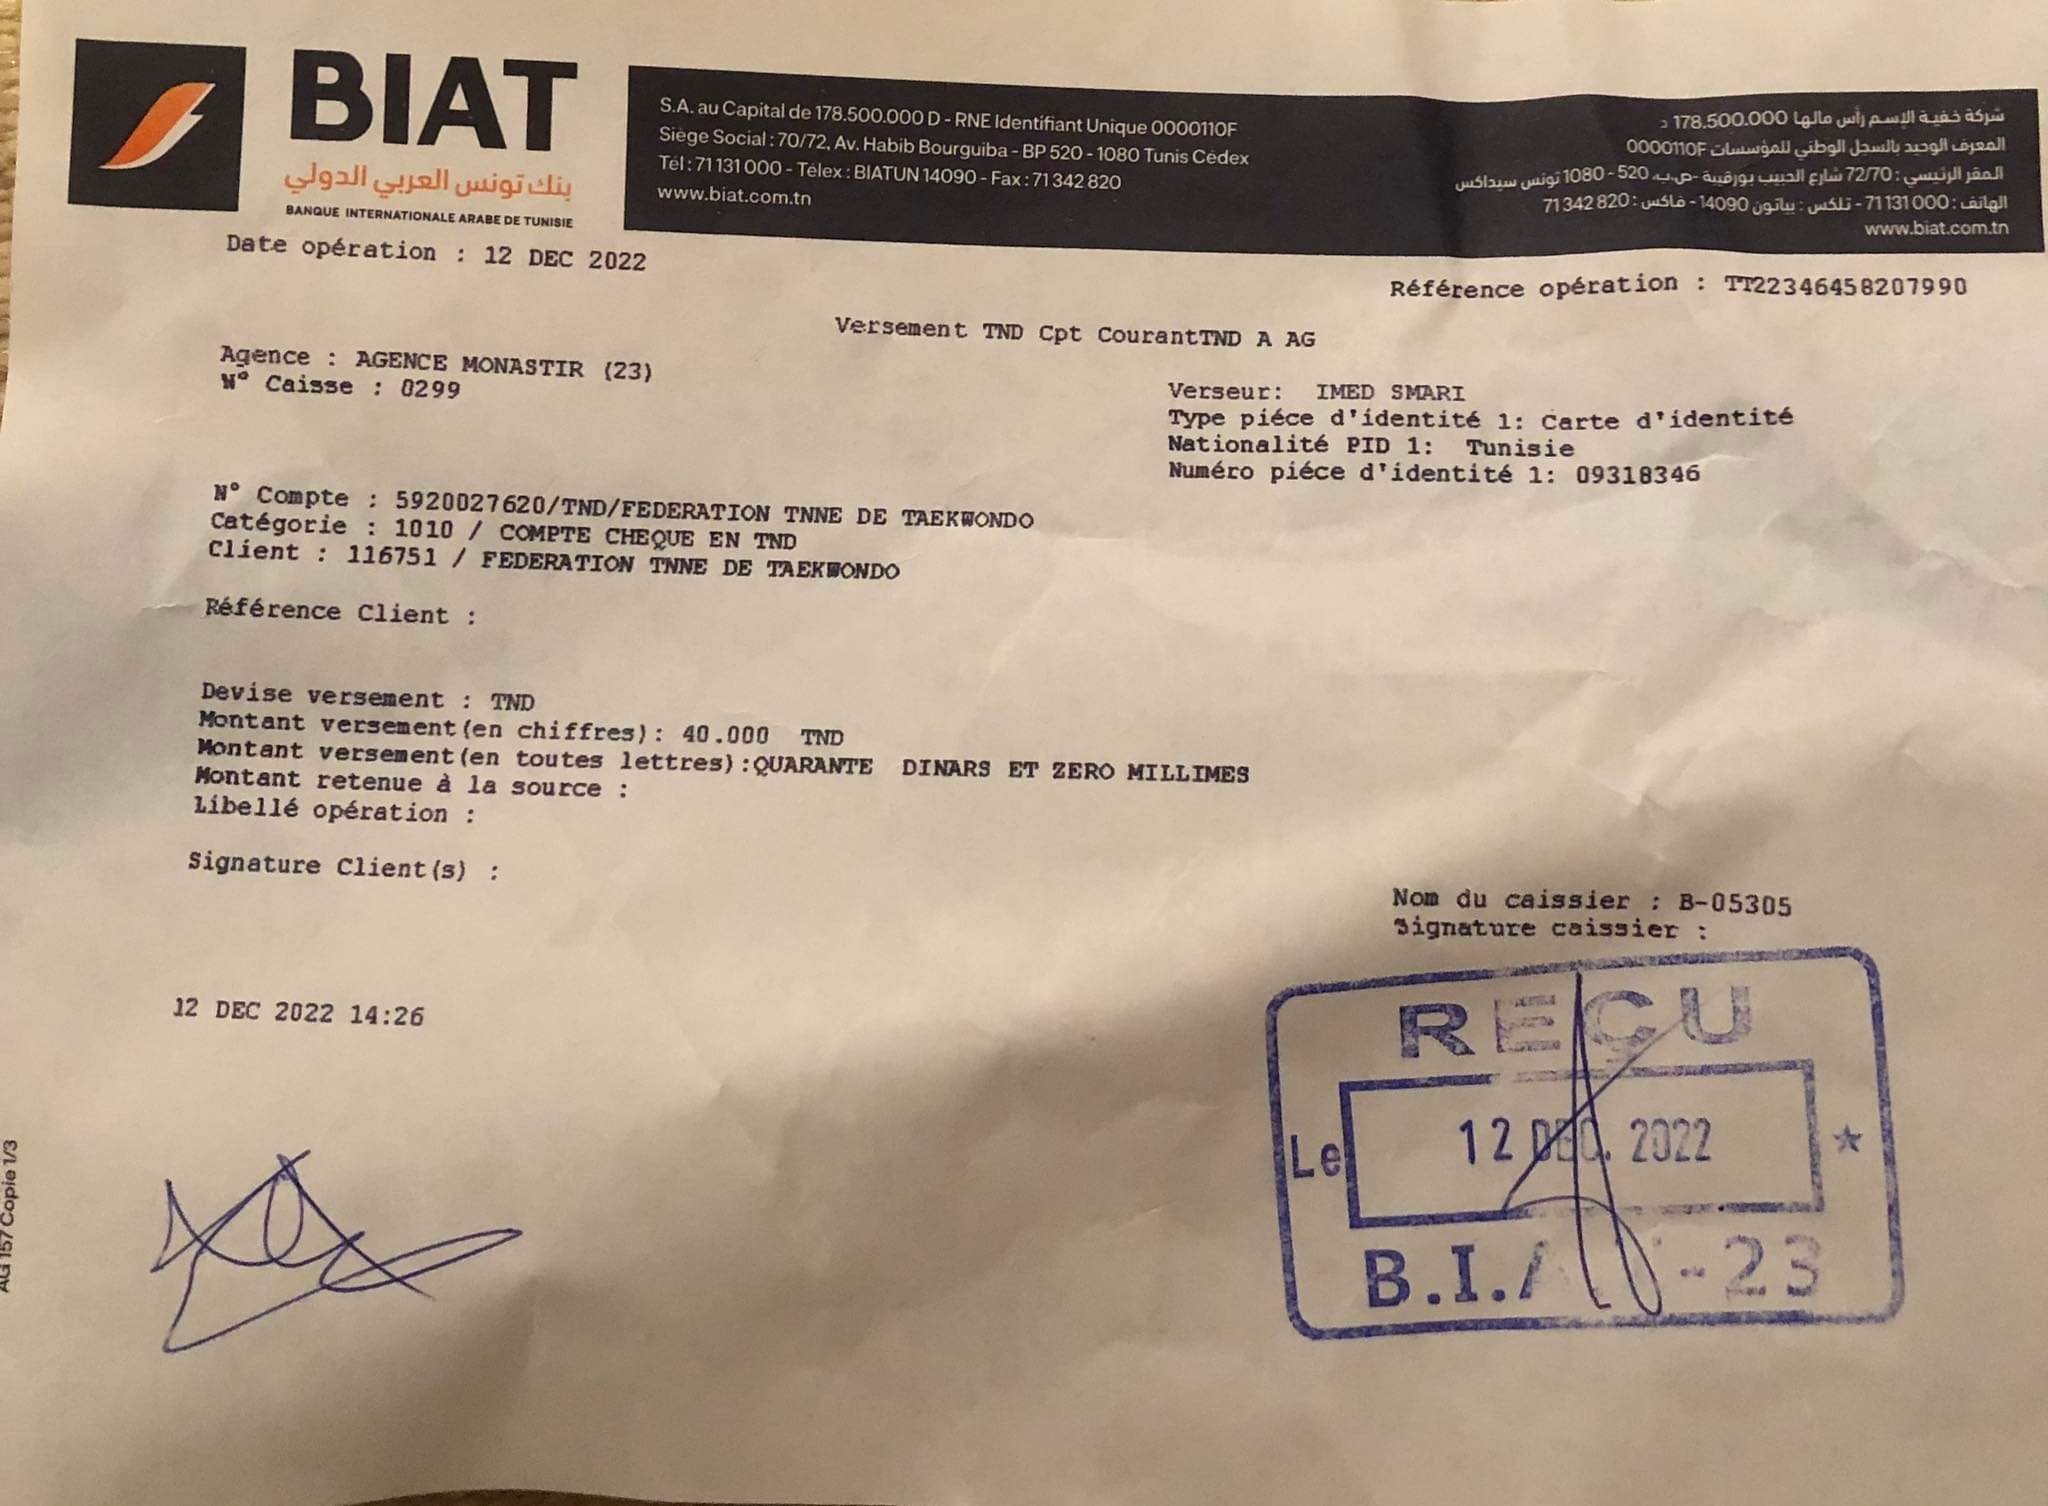 BIAT
بنك تونس العربي الدولي
BANQUE INTERNATIONALE ARABE DE TUNISIE
S.A. au Capital de 178.500.000 D - RNE Identifiant Unique 0000110F
Siège Social : 70/72, Av. Habib Bourguiba - BP 520 - 1080 Tunis Cédex
Tél : 71 131 000 - Télex : BIATUN 14090 - Fax : 71 342 820
www.biat.com.tn
شركة خفية الإسم رأس مالها 178.500.000 د
المعرف الوحيد بالسجل الوطني للمؤسسات 0000110F
المقر الرئيسي : 72/70 شارع الحبيب بورقيبة -ص.ب. 520 - 1080 تونس سيداكس
الهاتف : 71 131 000 - تلكس : بياتون 14090 - فاكس : 71 342 820
www.biat.com.tn
Date opération : 12 DEC 2022
Référence opération : TT22346458207990
Versement TND Cpt CourantTND A AG
Agence : AGENCE MONASTIR (23)
N° Caisse : 0299
Verseur: IMED SMARI
Type piéce d'identité 1: Carte d'identité
Nationalité PID 1: Tunisie
Numéro piéce d'identité 1: 09318346
N° Compte : 5920027620/TND/FEDERATION TNNE DE TAEKWONDO
Catégorie : 1010 / COMPTE CHEQUE EN TND
Client : 116751 / FEDERATION TNNE DE TAEKWONDO
Référence Client :
Devise versement : TND
Montant versement(en chiffres): 40.000 TND
Montant versement(en toutes lettres):QUARANTE DINARS ET ZERO MILLIMES
Montant retenue à la source :
Libellé opération :
Signature Client(s) :
Nom du caissier : B-05305
Signature caissier :
12 DEC 2022 14:26
REÇU
Le 12 DEC. 2022 ★
B.I.A.T-23
AG 157 Copie 1/3